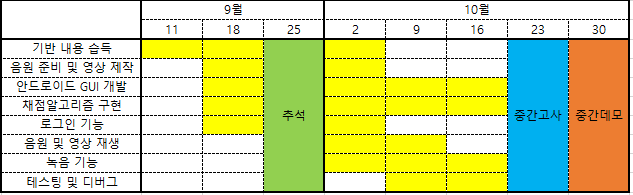 9월 10월
11 18 25 2 9 16 23 30
기반 내용 습득
음원 준비 및 영상 제작
안드로이드 GUI 개발
채점알고리즘 구현
로그인 기능
음원 및 영상 재생
녹음 기능
테스팅 및 디버그
추석
중간고사
중간데모